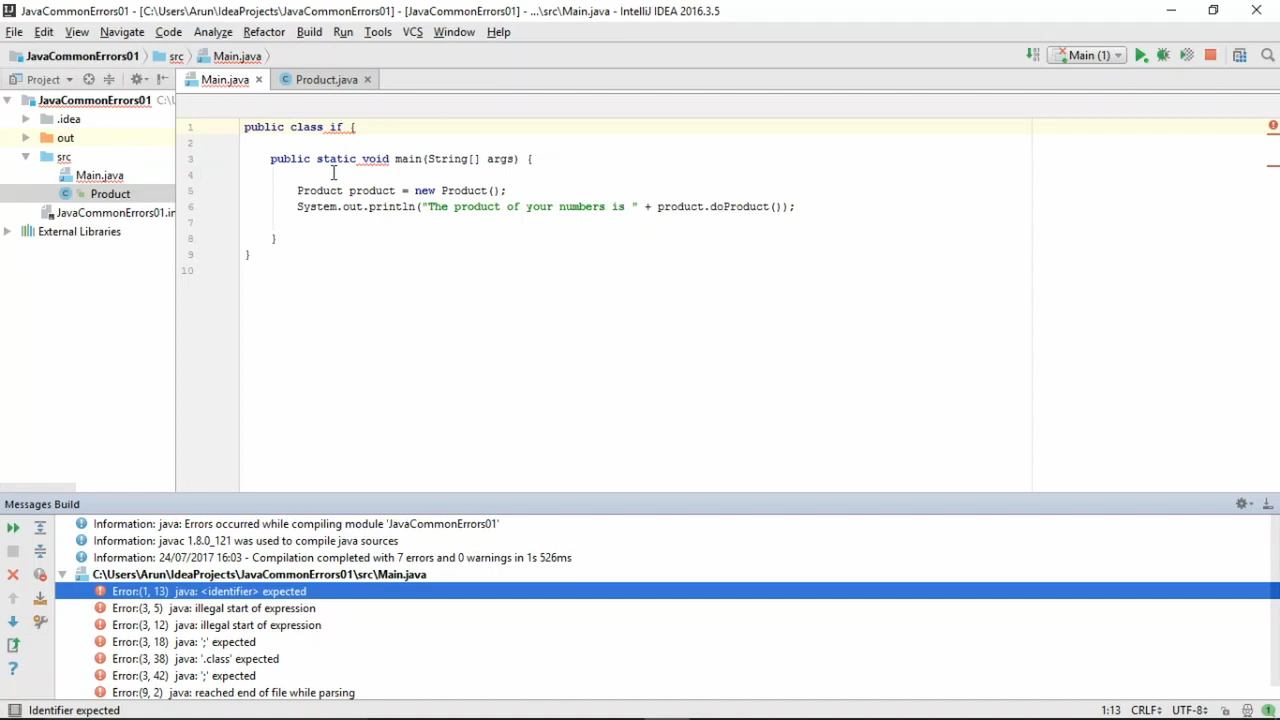 JavaCommonErrors01 - [C:\Users\Arun\IdeaProjects\JavaCommonErrors01] - [JavaCommonErrors01] - ...\src\Main.java - IntelliJ IDEA 2016.3.5
File Edit View Navigate Code Analyze Refactor Build Run Tools VCS Window Help
JavaCommonErrors01 src Main.java Main (1)
Project Main.java Product.java
JavaCommonErrors01 C:\U
.idea
out
src
Main.java
Product
JavaCommonErrors01.in
External Libraries
1 public class if {
2
3 public static void main(String[] args) {
4
5 Product product = new Product();
6 System.out.println("The product of your numbers is " + product.doProduct());
7
8 }
9 }
10
Messages Build
Information: java: Errors occurred while compiling module 'JavaCommonErrors01'
Information: javac 1.8.0_121 was used to compile java sources
Information: 24/07/2017 16:03 - Compilation completed with 7 errors and 0 warnings in 1s 526ms
C:\Users\Arun\IdeaProjects\JavaCommonErrors01\src\Main.java
Error:(1, 13) java: <identifier> expected
Error:(3, 5) java: illegal start of expression
Error:(3, 12) java: illegal start of expression
Error:(3, 18) java: ';' expected
Error:(3, 38) java: '.class' expected
Error:(3, 42) java: ';' expected
Error:(9, 2) java: reached end of file while parsing
Identifier expected 1:13 CRLF UTF-8 1